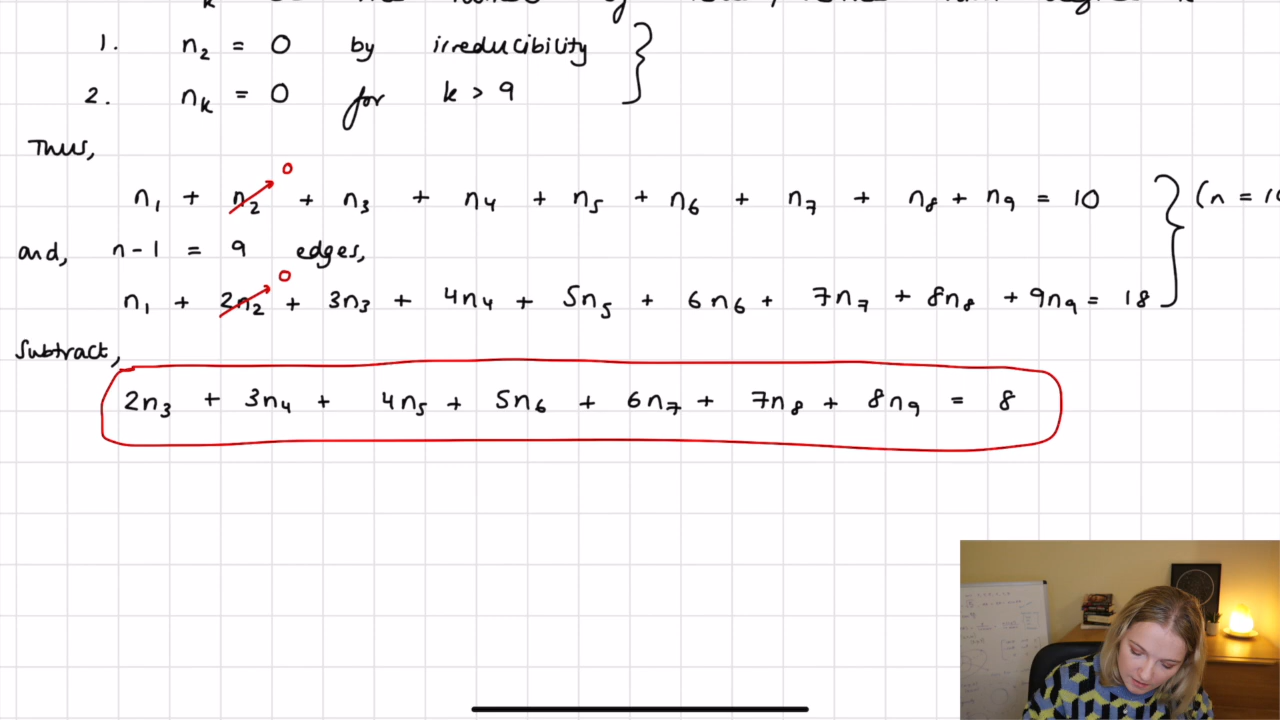 1. n₂ = 0 by irreducibility
2. nₖ = 0 for k > 9
Thus,
0
n₁ + n₂ + n₃ + n₄ + n₅ + n₆ + n₇ + n₈ + n₉ = 10 (n = 10
and, n - 1 = 9 edges,
0
n₁ + 2n₂ + 3n₃ + 4n₄ + 5n₅ + 6n₆ + 7n₇ + 8n₈ + 9n₉ = 18
Subtract,
2n₃ + 3n₄ + 4n₅ + 5n₆ + 6n₇ + 7n₈ + 8n₉ = 8